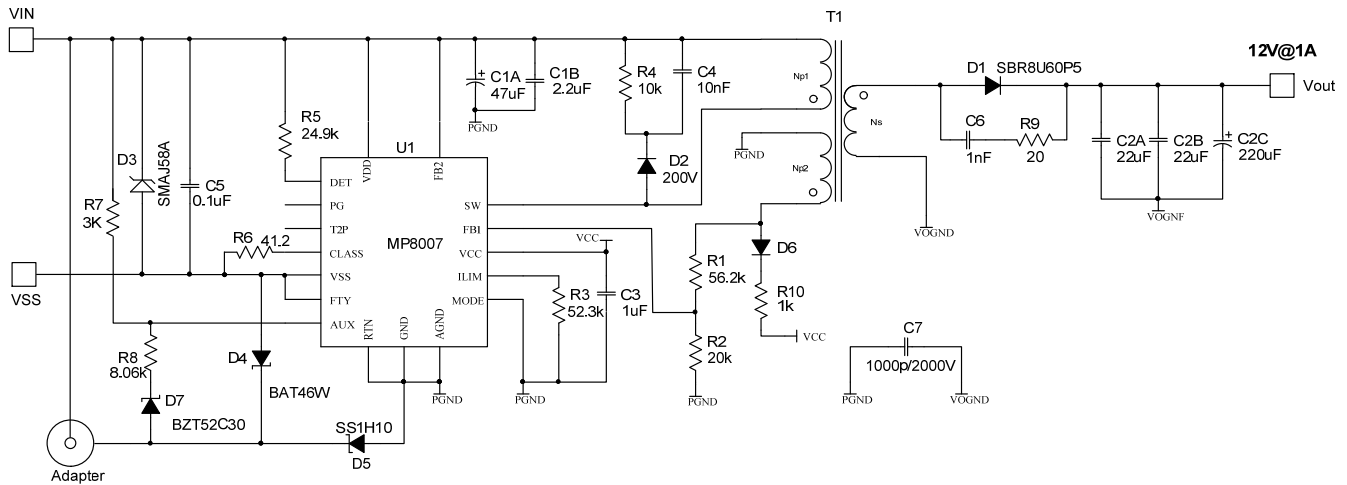 VIN
T1
12V@1A
D1 SBR8U60P5
Vout
R4
10k
C4
10nF
Np1
C1A
47uF
C1B
2.2uF
PGND
Ns
C6
1nF
R9
20
C2A
22uF
C2B
22uF
C2C
220uF
VOGNF
R5
24.9k
U1
D3
SMAJ58A
C5
0.1uF
R7
3K
D2
200V
PGND
Np2
VOGND
VDD
FB2
DET
PG
T2P
CLASS
VSS
FTY
AUX
SW
FBI
VCC
ILIM
MODE
RTN
GND
AGND
MP8007
R6
41.2
VSS
VCC
R3
52.3k
C3
1uF
R1
56.2k
D6
R10
1k
VCC
R2
20k
C7
1000p/2000V
PGND
VOGND
R8
8.06k
D4
BAT46W
D7
BZT52C30
PGND
PGND
PGND
SS1H10
D5
Adapter